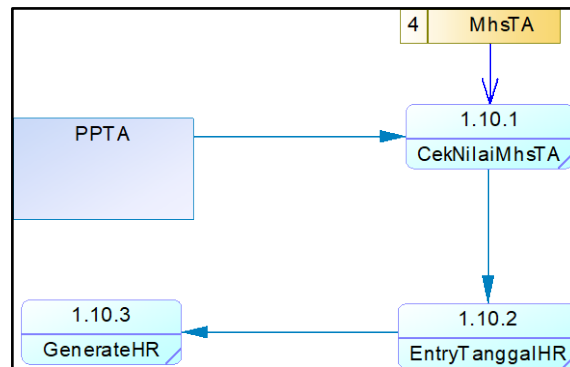 4 MhsTA
1.10.1
PPTA
CekNilaiMhsTA
1.10.3
1.10.2
GenerateHR
EntryTanggalHR